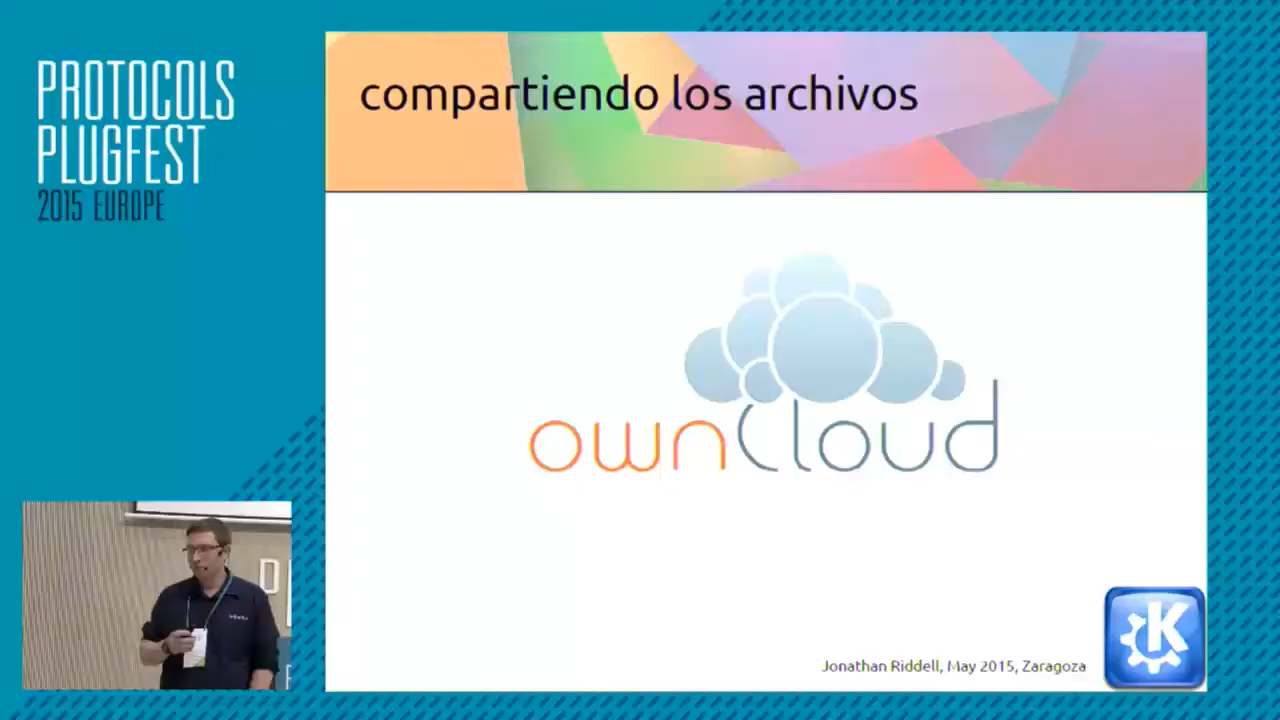 PROTOCOLS
PLUGFEST
2015 EUROPE
compartiendo los archivos
ownCloud
Jonathan Riddell, May 2015, Zaragoza
K
D